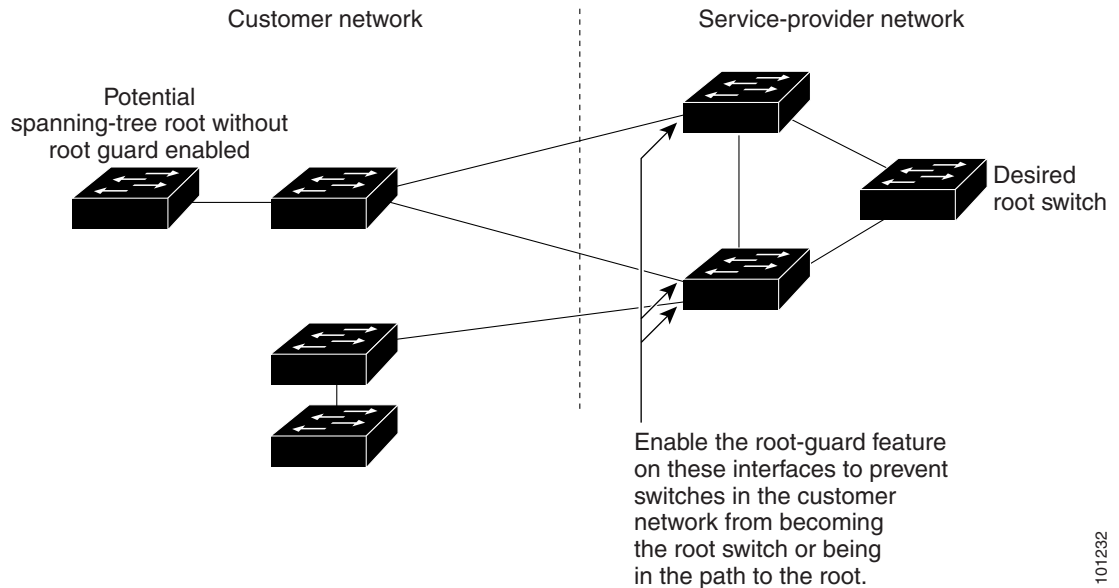 Customer network
Service-provider network
Potential
spanning-tree root without
root guard enabled
Desired
root switch
Enable the root-guard feature
on these interfaces to prevent
switches in the customer
network from becoming
the root switch or being
in the path to the root.
101232